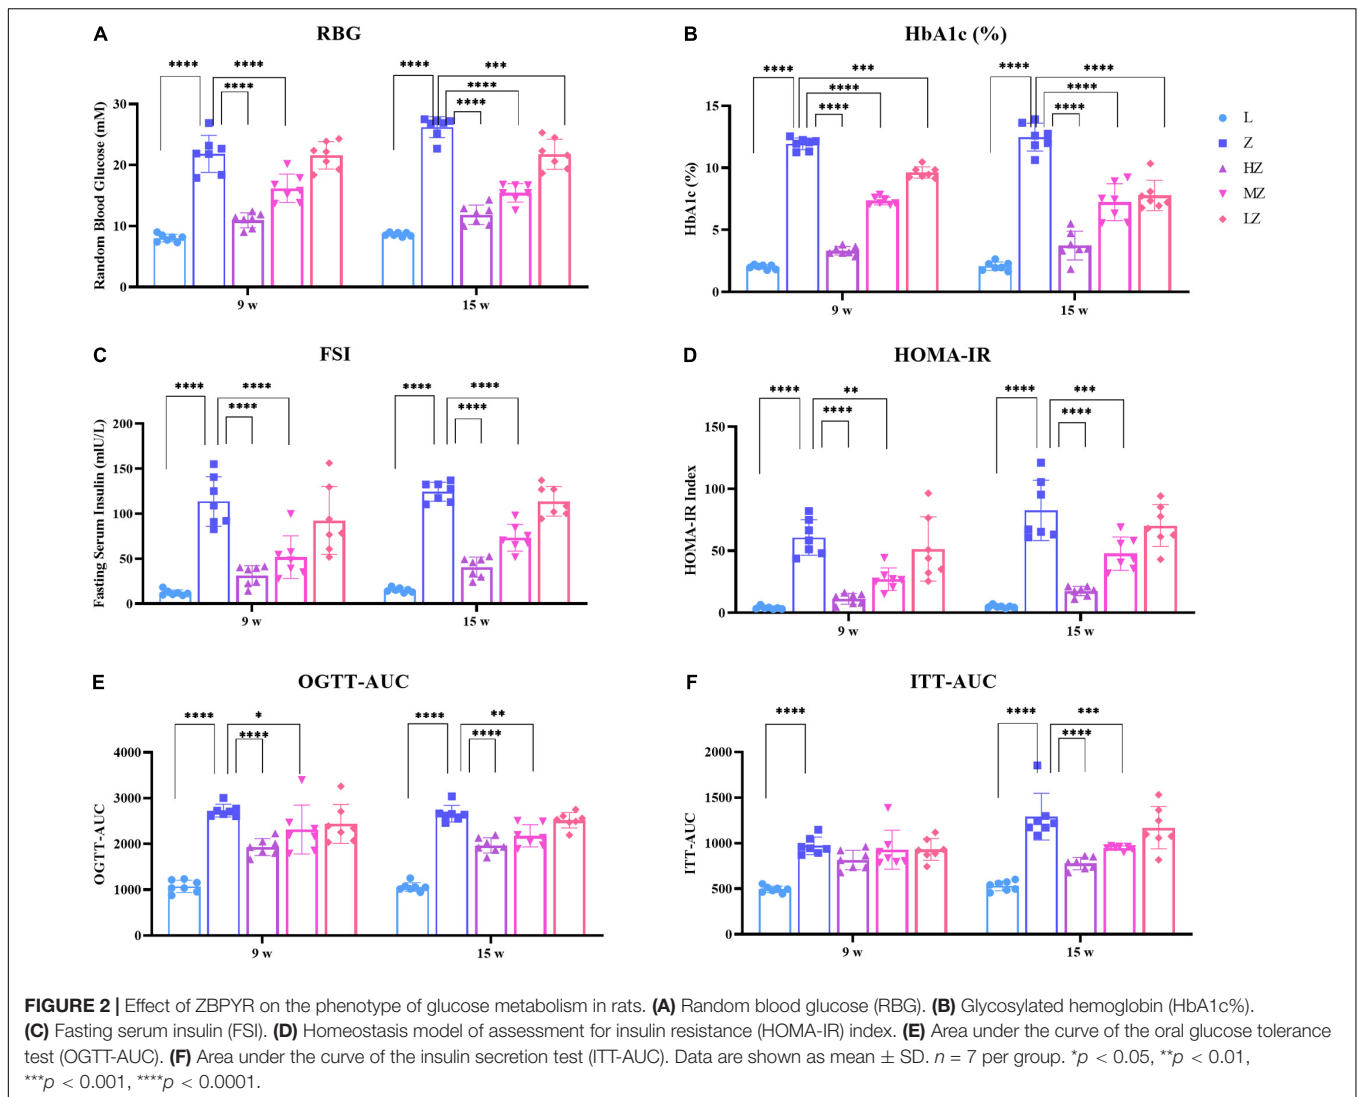 A
RBG
**** **** ****
**** *** **** ****
Random Blood Glucose (mM)
30
20
10
0
9 w
15 w
B
HbA1c (%)
**** *** **** ****
**** **** **** ****
HbA1c (%)
15
10
5
0
9 w
15 w
L
Z
HZ
MZ
LZ
C
FSI
**** **** ****
**** **** ****
Fasting Serum Insulin (mIU/L)
200
150
100
50
0
9 w
15 w
D
HOMA-IR
**** ** ****
**** *** ****
HOMA-IR Index
150
100
50
0
9 w
15 w
E
OGTT-AUC
**** * ****
**** ** ****
OGTT-AUC
4000
3000
2000
1000
0
9 w
15 w
F
ITT-AUC
****
**** *** ****
ITT-AUC
2000
1500
1000
500
0
9 w
15 w
FIGURE 2 | Effect of ZBPYR on the phenotype of glucose metabolism in rats. (A) Random blood glucose (RBG). (B) Glycosylated hemoglobin (HbA1c%).
(C) Fasting serum insulin (FSI). (D) Homeostasis model of assessment for insulin resistance (HOMA-IR) index. (E) Area under the curve of the oral glucose tolerance
test (OGTT-AUC). (F) Area under the curve of the insulin secretion test (ITT-AUC). Data are shown as mean ± SD. n = 7 per group. *p < 0.05, **p < 0.01,
***p < 0.001, ****p < 0.0001.